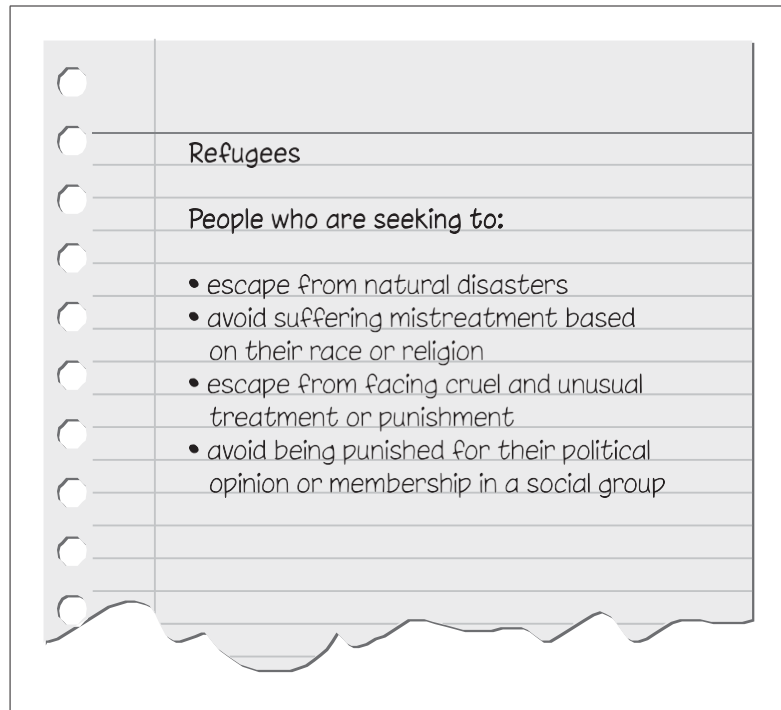 Refugees
People who are seeking to:
• escape from natural disasters
• avoid suffering mistreatment based
on their race or religion
• escape from facing cruel and unusual
treatment or punishment
• avoid being punished for their political
opinion or membership in a social group